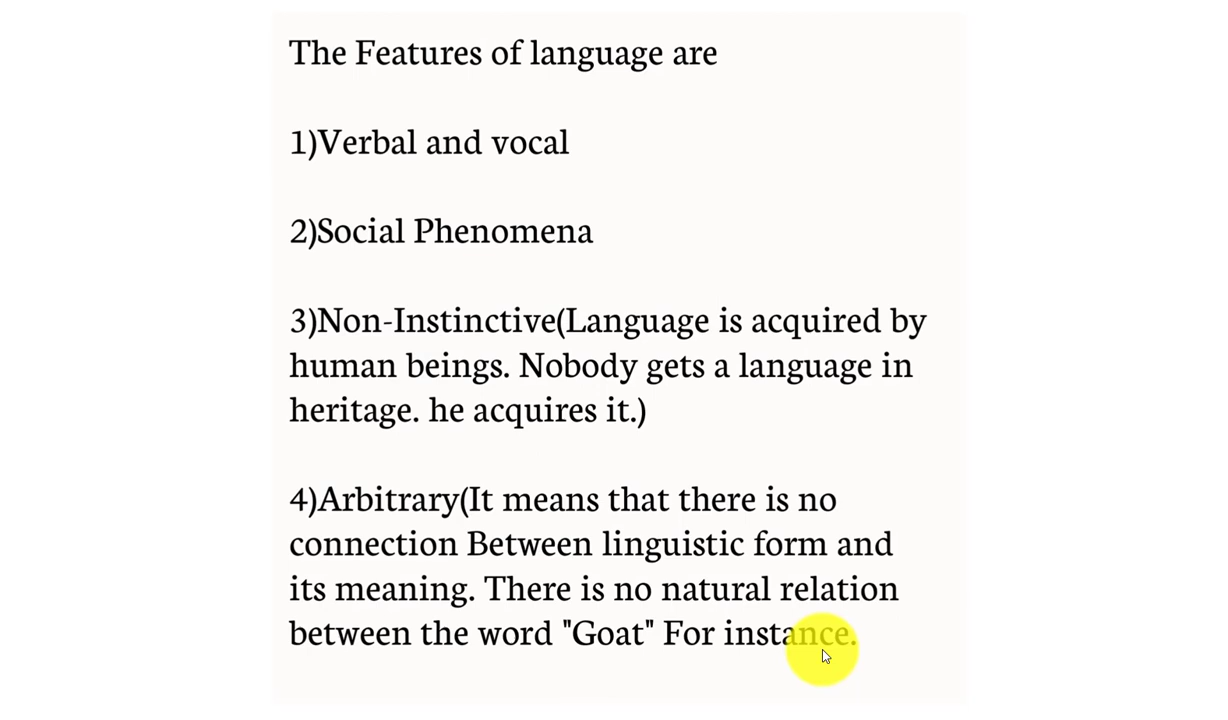 The Features of language are
1)Verbal and vocal
2)Social Phenomena
3)Non-Instinctive(Language is acquired by
human beings. Nobody gets a language in
heritage. he acquires it.)
4)Arbitrary(It means that there is no
connection Between linguistic form and
its meaning. There is no natural relation
between the word "Goat" For instance.